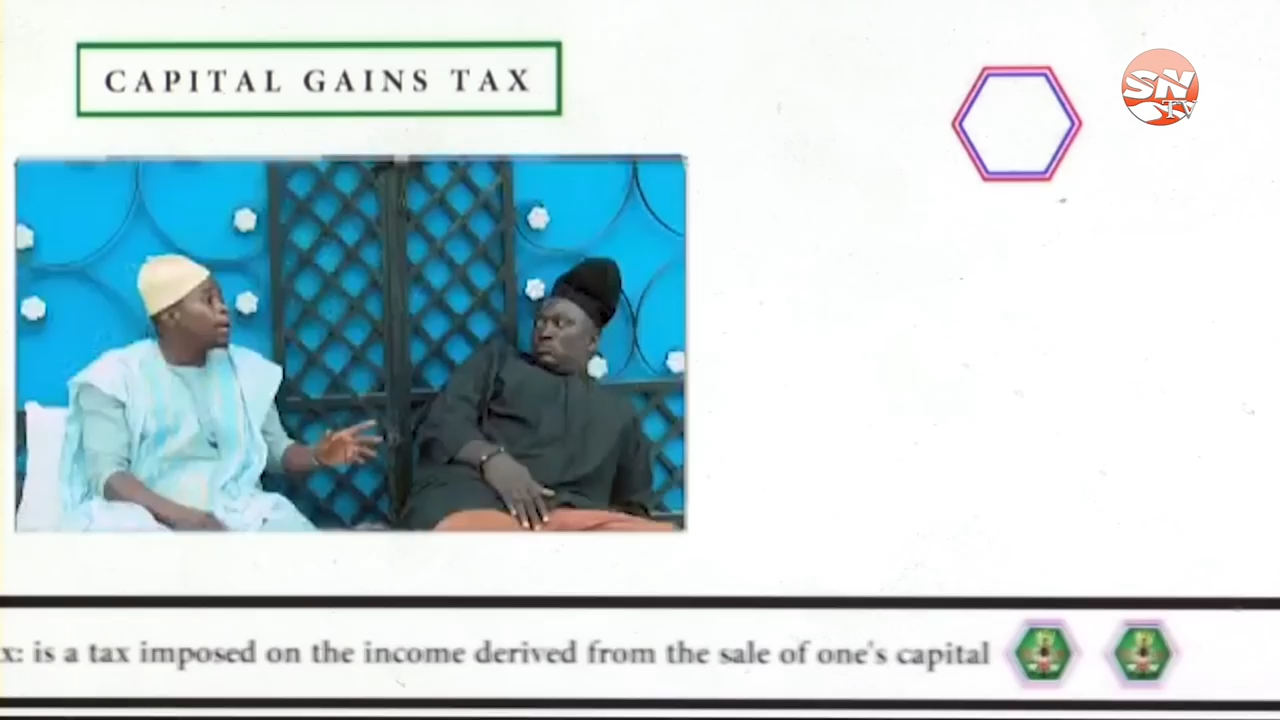 CAPITAL GAINS TAX
SN
TV
x: is a tax imposed on the income derived from the sale of one's capital